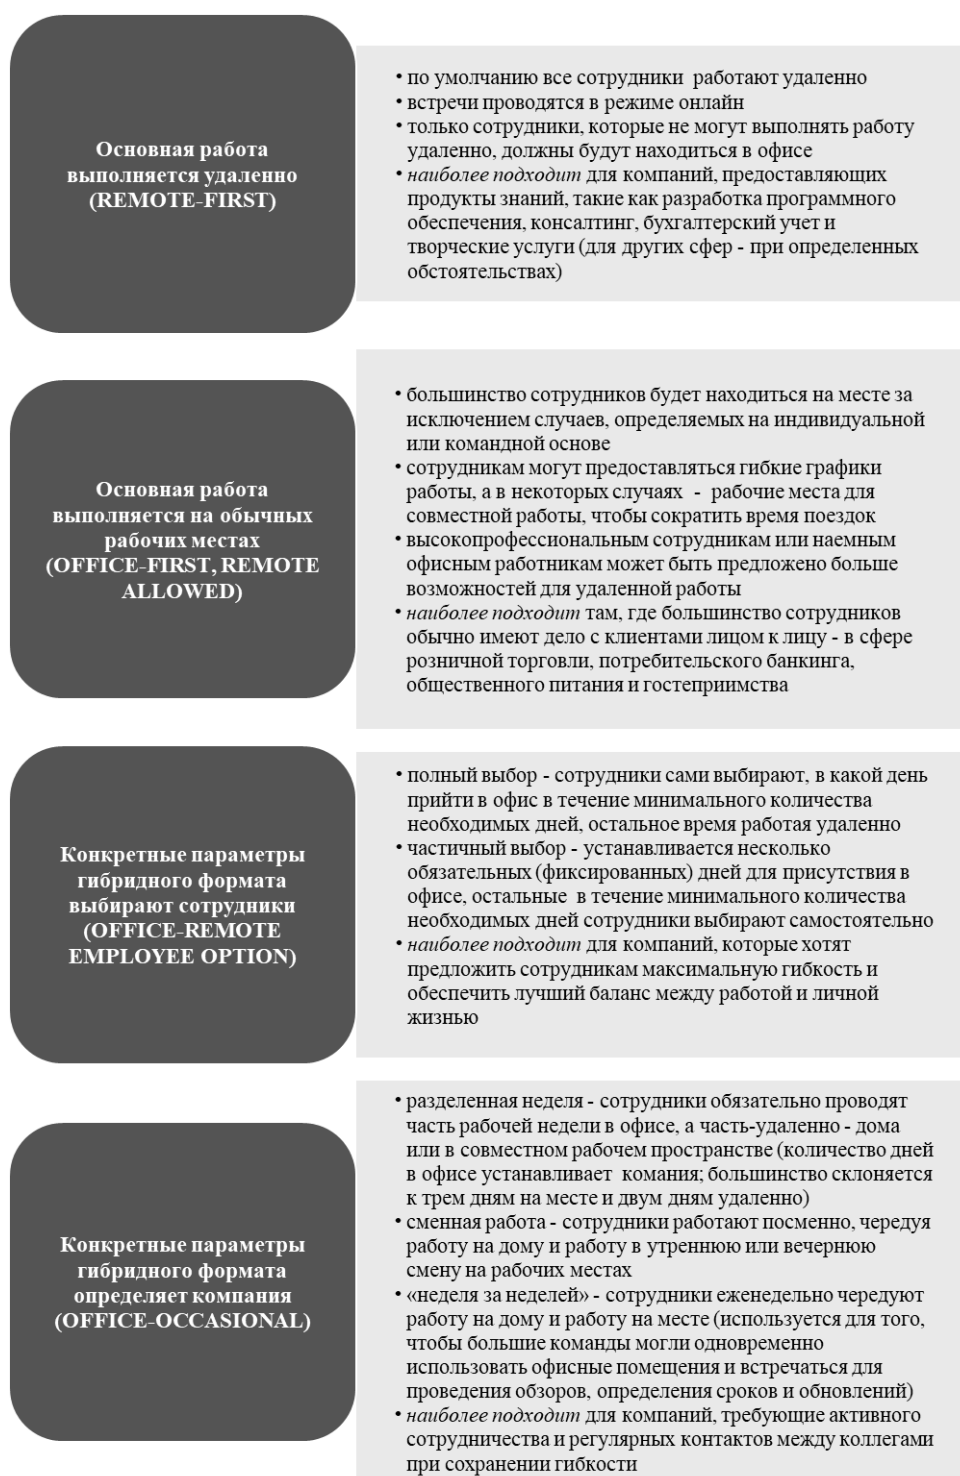 Основная работа
выполняется удаленно
(REMOTE-FIRST)
• по умолчанию все сотрудники работают удаленно
• встречи проводятся в режиме онлайн
• только сотрудники, которые не могут выполнять работу
удаленно, должны будут находиться в офисе
• наиболее подходит для компаний, предоставляющих
продукты знаний, такие как разработка программного
обеспечения, консалтинг, бухгалтерский учет и
творческие услуги (для других сфер - при определенных
обстоятельствах)
Основная работа
выполняется на обычных
рабочих местах
(OFFICE-FIRST, REMOTE
ALLOWED)
• большинство сотрудников будет находиться на месте за
исключением случаев, определяемых на индивидуальной
или командной основе
• сотрудникам могут предоставляться гибкие графики
работы, а в некоторых случаях - рабочие места для
совместной работы, чтобы сократить время поездок
• высокопрофессиональным сотрудникам или наемным
офисным работникам может быть предложено больше
возможностей для удаленной работы
• наиболее подходит там, где большинство сотрудников
обычно имеют дело с клиентами лицом к лицу - в сфере
розничной торговли, потребительского банкинга,
общественного питания и гостеприимства
Конкретные параметры
гибридного формата
выбирают сотрудники
(OFFICE-REMOTE
EMPLOYEE OPTION)
• полный выбор - сотрудники сами выбирают, в какой день
прийти в офис в течение минимального количества
необходимых дней, остальное время работая удаленно
• частичный выбор - устанавливается несколько
обязательных (фиксированных) дней для присутствия в
офисе, остальные в течение минимального количества
необходимых дней сотрудники выбирают самостоятельно
• наиболее подходит для компаний, которые хотят
предложить сотрудникам максимальную гибкость и
обеспечить лучший баланс между работой и личной
жизнью
Конкретные параметры
гибридного формата
определяет компания
(OFFICE-OCCASIONAL)
• разделенная неделя - сотрудники обязательно проводят
часть рабочей недели в офисе, а часть-удаленно - дома
или в совместном рабочем пространстве (количество дней
в офисе устанавливает комания; большинство склоняется
к трем дням на месте и двум дням удаленно)
• сменная работа - сотрудники работают посменно, чередуя
работу на дому и работу в утреннюю или вечернюю
смену на рабочих местах
• «неделя за неделей» - сотрудники еженедельно чередуют
работу на дому и работу на месте (используется для того,
чтобы большие команды могли одновременно
использовать офисные помещения и встречаться для
проведения обзоров, определения сроков и обновлений)
• наиболее подходит для компаний, требующие активного
сотрудничества и регулярных контактов между коллегами
при сохранении гибкости